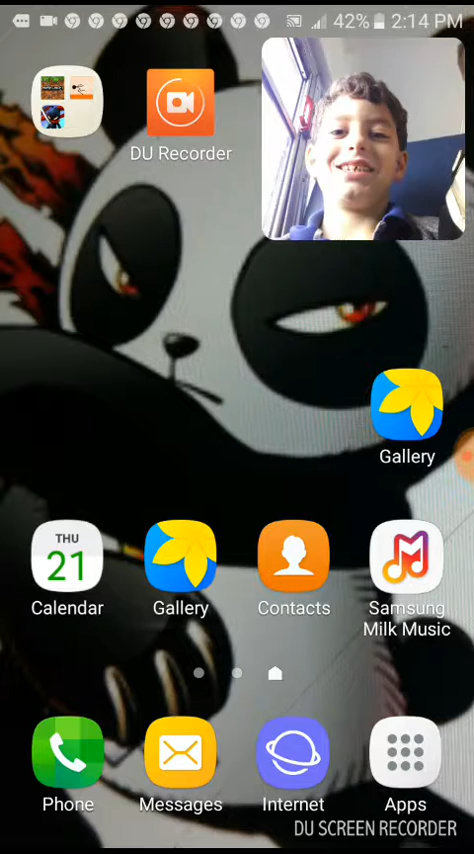 42% 2:14 PM
DU Recorder
Gallery
THU
21
Calendar
Gallery
Contacts
Samsung
Milk Music
Phone
Messages
Internet
Apps
DU SCREEN RECORDER